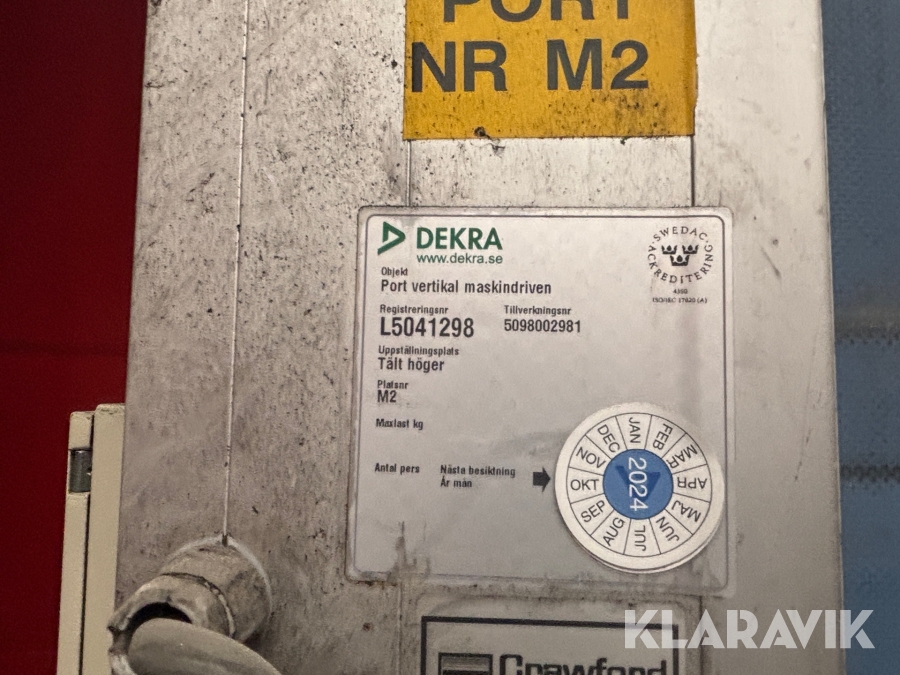 PORT
NR M2
DEKRA
www.dekra.se
SWEDAC
ACKREDITERING
ISO/IEC 17020 (A)
Objekt
Port vertikal maskindriven
Registreringsnr Tillverkningsnr
L5041298 5098002981
Uppställningsplats
Tält höger
Platsnr
M2
Maxlast kg
Antal pers Nästa besiktning
År mån
JAN FEB MAR APR MAJ JUN JUL AUG SEP OKT NOV DEC
2024
Crawford
KLARAVIK